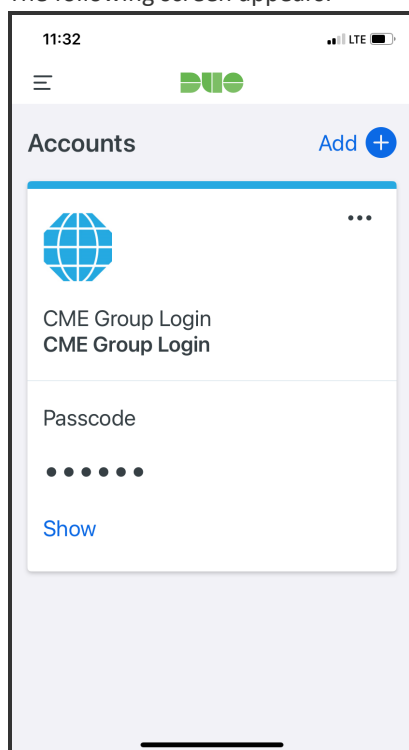 The following screen appears:
11:32
LTE
DUO
Accounts
Add
CME Group Login
CME Group Login
Passcode
Show